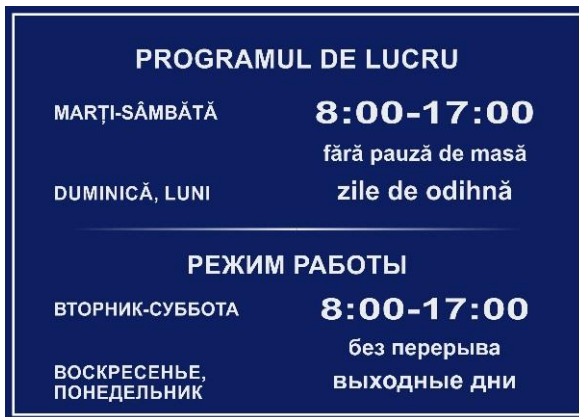 PROGRAMUL DE LUCRU
MARȚI-SÂMBĂTĂ 8:00-17:00
fără pauză de masă
DUMINICĂ, LUNI zile de odihnă
РЕЖИМ РАБОТЫ
ВТОРНИК-СУББОТА 8:00-17:00
без перерыва
ВОСКРЕСЕНЬЕ,
ПОНЕДЕЛЬНИК выходные дни